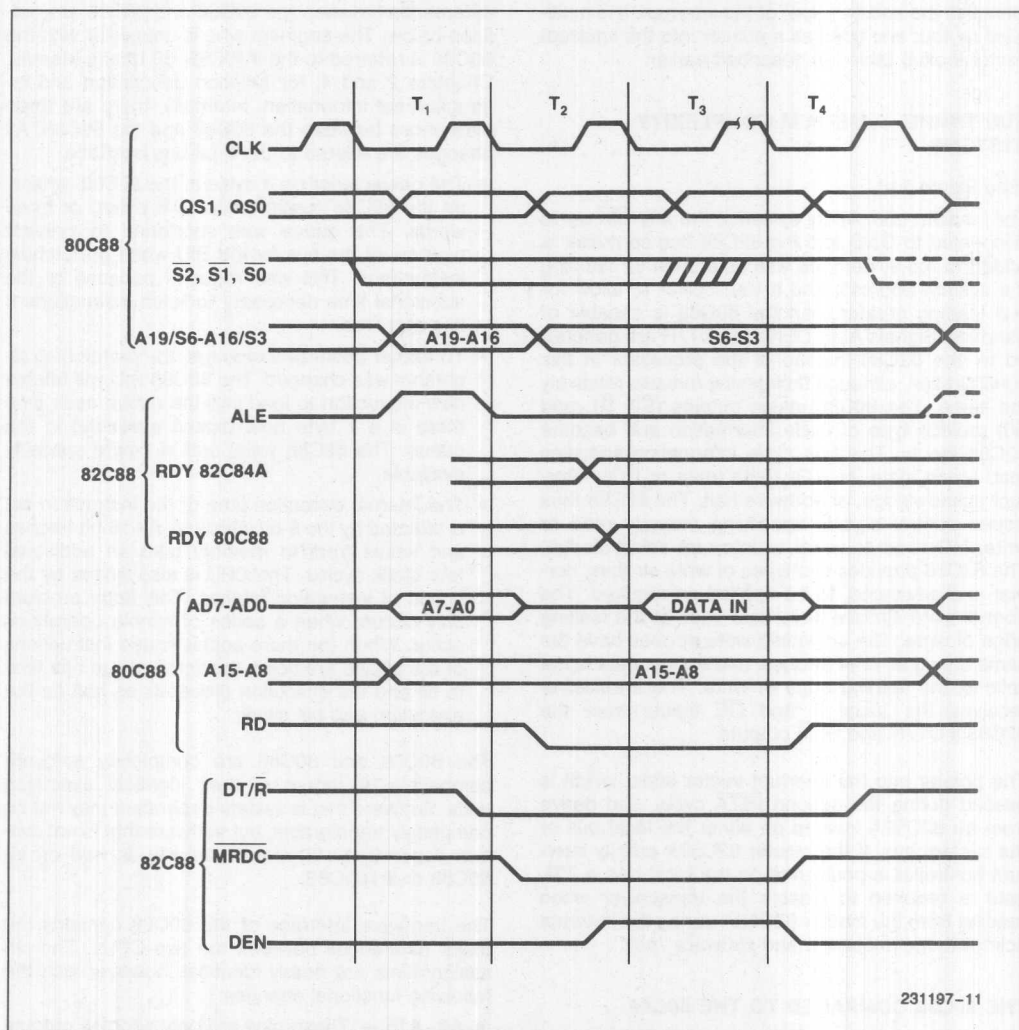 T₁ T₂ T₃ T₄
CLK
QS1, QS0
80C88
S2, S1, S0
A19/S6-A16/S3 A19-A16 S6-S3
ALE
82C88 RDY 82C84A
RDY 80C88
AD7-AD0 A7-A0 DATA IN
80C88 A15-A8 A15-A8
RD
DT/R̅
82C88 M̅R̅D̅C̅
DEN
231197-11